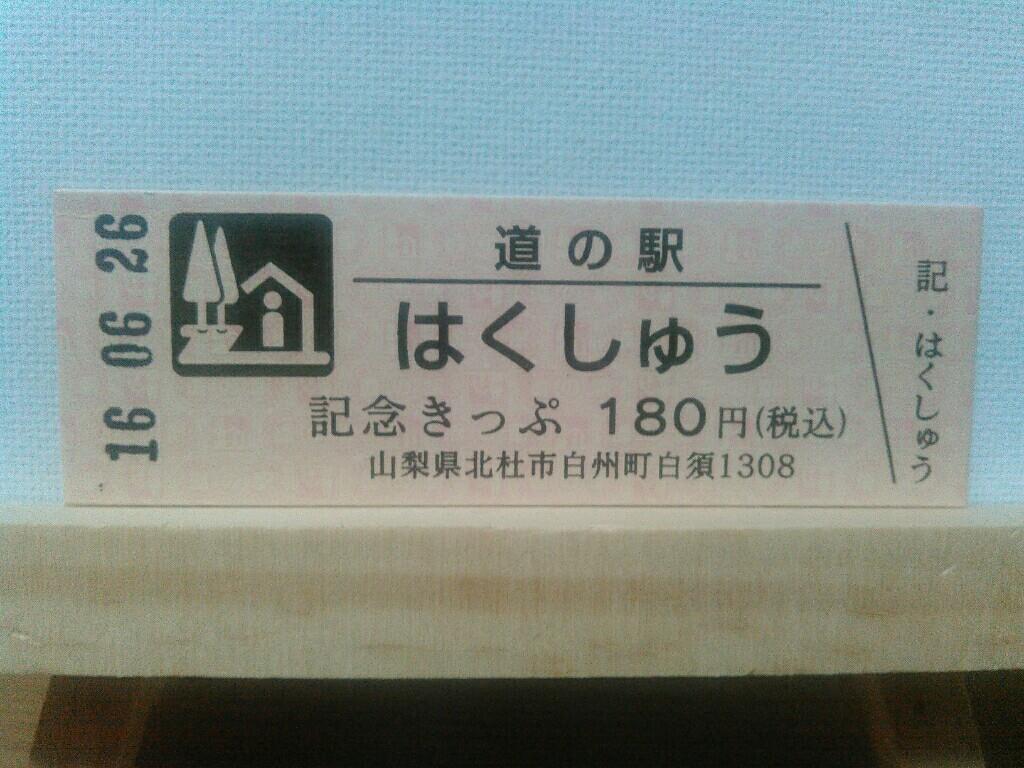 16 06 26
道の駅
はくしゅう
記念きっぷ 180円(税込)
山梨県北杜市白州町白須1308
記・はくしゅう